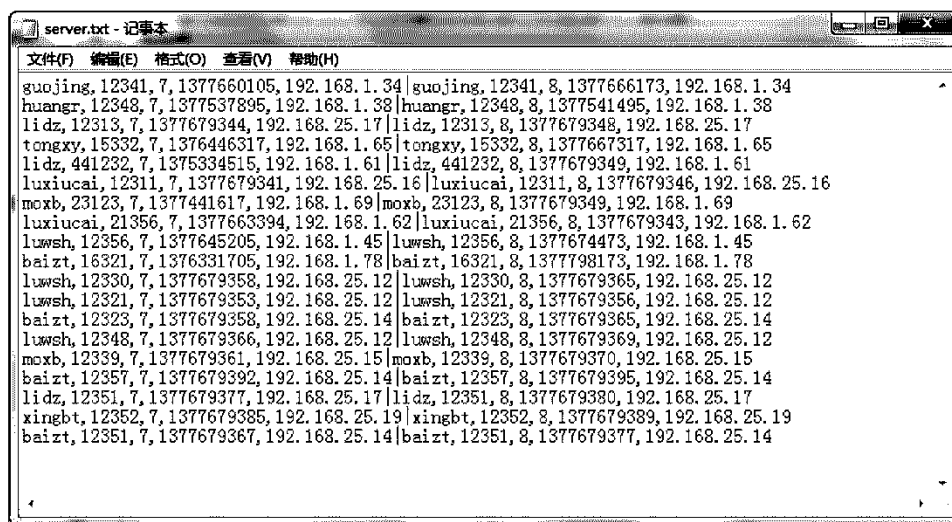 server.txt - 记事本
文件(F) 编辑(E) 格式(O) 查看(V) 帮助(H)
guojing,12341,7,1377660105,192.168.1.34|guojing,12341,8,1377666173,192.168.1.34
huangr,12348,7,1377537895,192.168.1.38|huangr,12348,8,1377541495,192.168.1.38
lidz,12313,7,1377679344,192.168.25.17|lidz,12313,8,1377679348,192.168.25.17
tongxy,15332,7,1376446317,192.168.1.65|tongxy,15332,8,1377667317,192.168.1.65
lidz,441232,7,1375334515,192.168.1.61|lidz,441232,8,1377679349,192.168.1.61
luxiucai,12311,7,1377679341,192.168.25.16|luxiucai,12311,8,1377679346,192.168.25.16
moxb,23123,7,1377441617,192.168.1.69|moxb,23123,8,1377679349,192.168.1.69
luxiucai,21356,7,1377663394,192.168.1.62|luxiucai,21356,8,1377679343,192.168.1.62
luwsh,12356,7,1377645205,192.168.1.45|luwsh,12356,8,1377674473,192.168.1.45
baizt,16321,7,1376331705,192.168.1.78|baizt,16321,8,1377798173,192.168.1.78
luwsh,12330,7,1377679358,192.168.25.12|luwsh,12330,8,1377679365,192.168.25.12
luwsh,12321,7,1377679353,192.168.25.12|luwsh,12321,8,1377679356,192.168.25.12
baizt,12323,7,1377679358,192.168.25.14|baizt,12323,8,1377679365,192.168.25.14
luwsh,12348,7,1377679366,192.168.25.12|luwsh,12348,8,1377679369,192.168.25.12
moxb,12339,7,1377679361,192.168.25.15|moxb,12339,8,1377679370,192.168.25.15
baizt,12357,7,1377679392,192.168.25.14|baizt,12357,8,1377679395,192.168.25.14
lidz,12351,7,1377679377,192.168.25.17|lidz,12351,8,1377679380,192.168.25.17
xingbt,12352,7,1377679385,192.168.25.19|xingbt,12352,8,1377679389,192.168.25.19
baizt,12351,7,1377679367,192.168.25.14|baizt,12351,8,1377679377,192.168.25.14